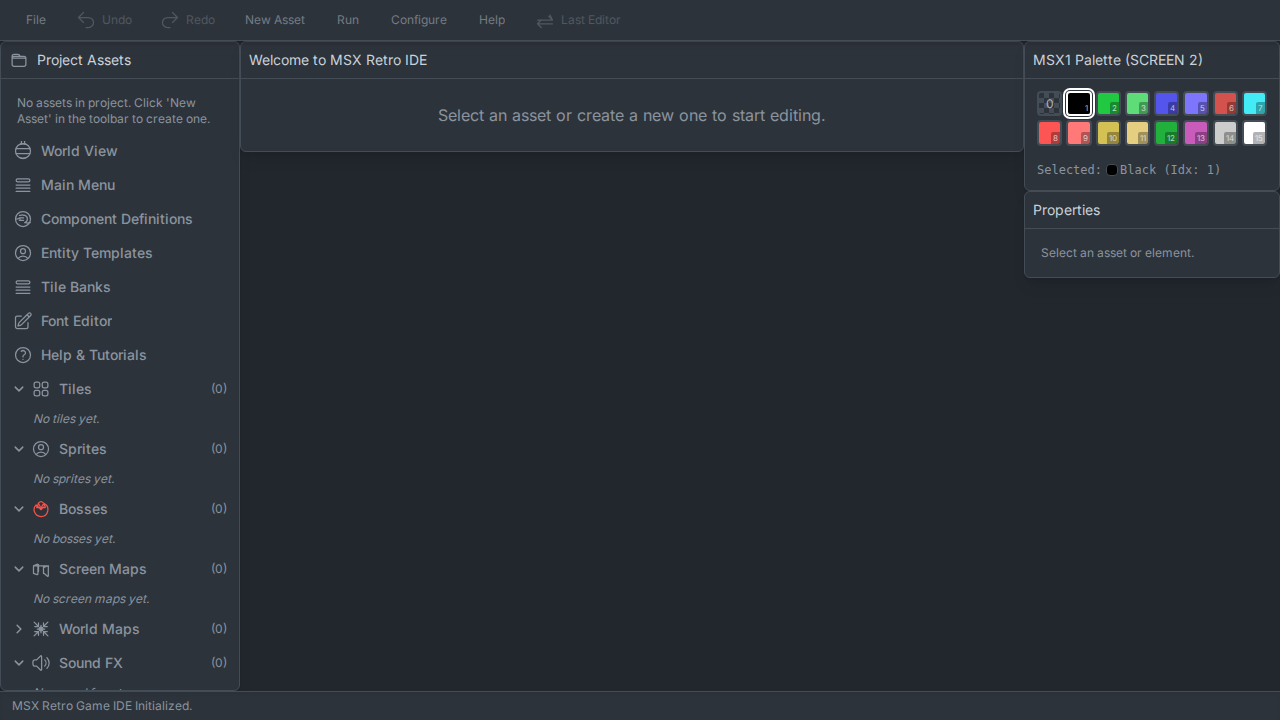 File Undo Redo New Asset Run Configure Help Last Editor
Project Assets
No assets in project. Click 'New
Asset' in the toolbar to create one.
World View
Main Menu
Component Definitions
Entity Templates
Tile Banks
Font Editor
Help & Tutorials
Tiles (0)
No tiles yet.
Sprites (0)
No sprites yet.
Bosses (0)
No bosses yet.
Screen Maps (0)
No screen maps yet.
World Maps (0)
Sound FX (0)
Welcome to MSX Retro IDE
Select an asset or create a new one to start editing.
MSX1 Palette (SCREEN 2)
0 1 2 3 4 5 6 7
8 9 10 11 12 13 14 15
Selected: Black (Idx: 1)
Properties
Select an asset or element.
MSX Retro Game IDE Initialized.